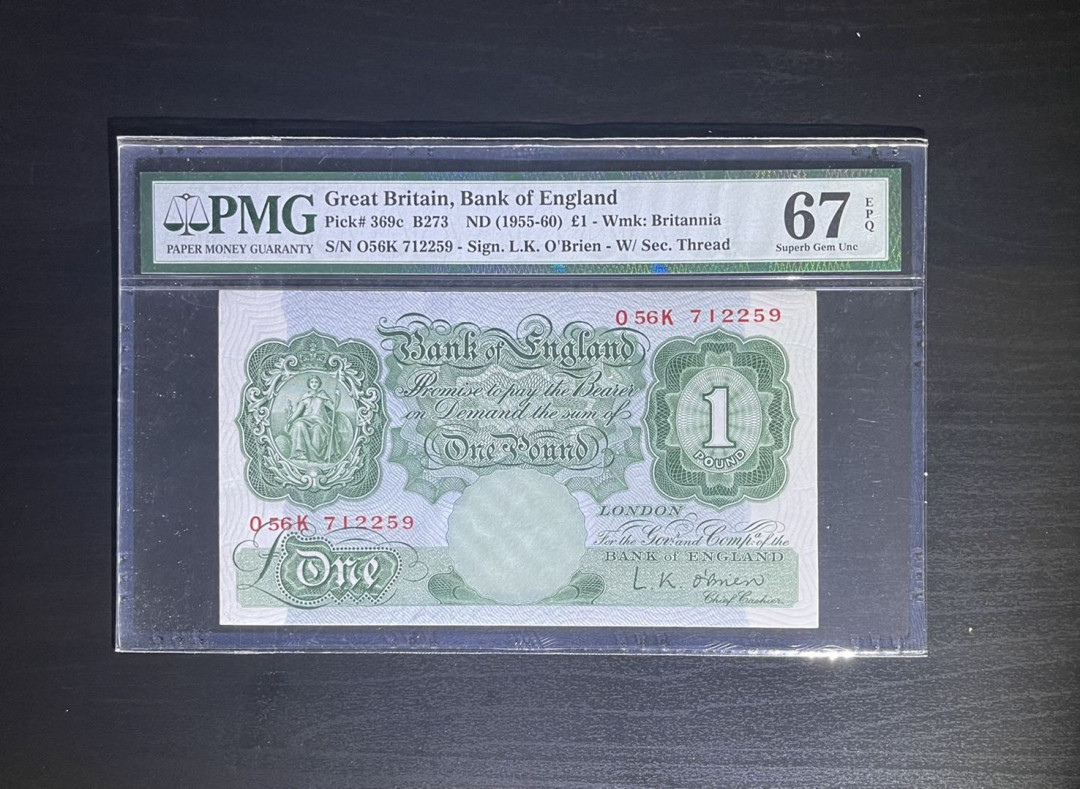 PMG
PAPER MONEY GUARANTY
Great Britain, Bank of England
Pick# 369c B273 ND (1955-60) £1 - Wmk: Britannia
S/N O56K 712259 - Sign. L.K. O'Brien - W/ Sec. Thread
67
EPQ
Superb Gem Unc
O 56K 712259
Bank of England
Promise to pay the Bearer
on Demand the sum of
One Pound
1
POUND
O 56K 712259
£One
LONDON
For the Govr. and Compa. of the
BANK of ENGLAND
L.K. O'Brien
Chief Cashier.